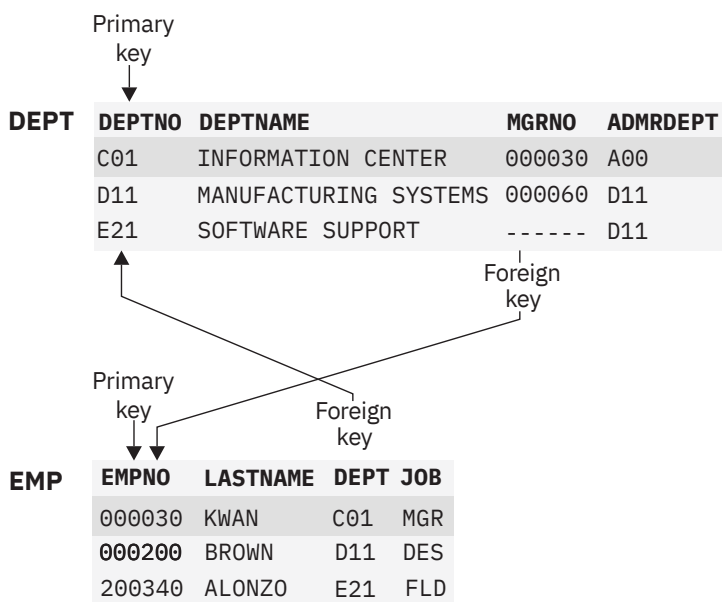 Primary
key
DEPT DEPTNO DEPTNAME MGRNO ADMRDEPT
C01 INFORMATION CENTER 000030 A00
D11 MANUFACTURING SYSTEMS 000060 D11
E21 SOFTWARE SUPPORT ------ D11
Foreign
key
Primary
key
Foreign
key
EMP EMPNO LASTNAME DEPT JOB
000030 KWAN C01 MGR
000200 BROWN D11 DES
200340 ALONZO E21 FLD